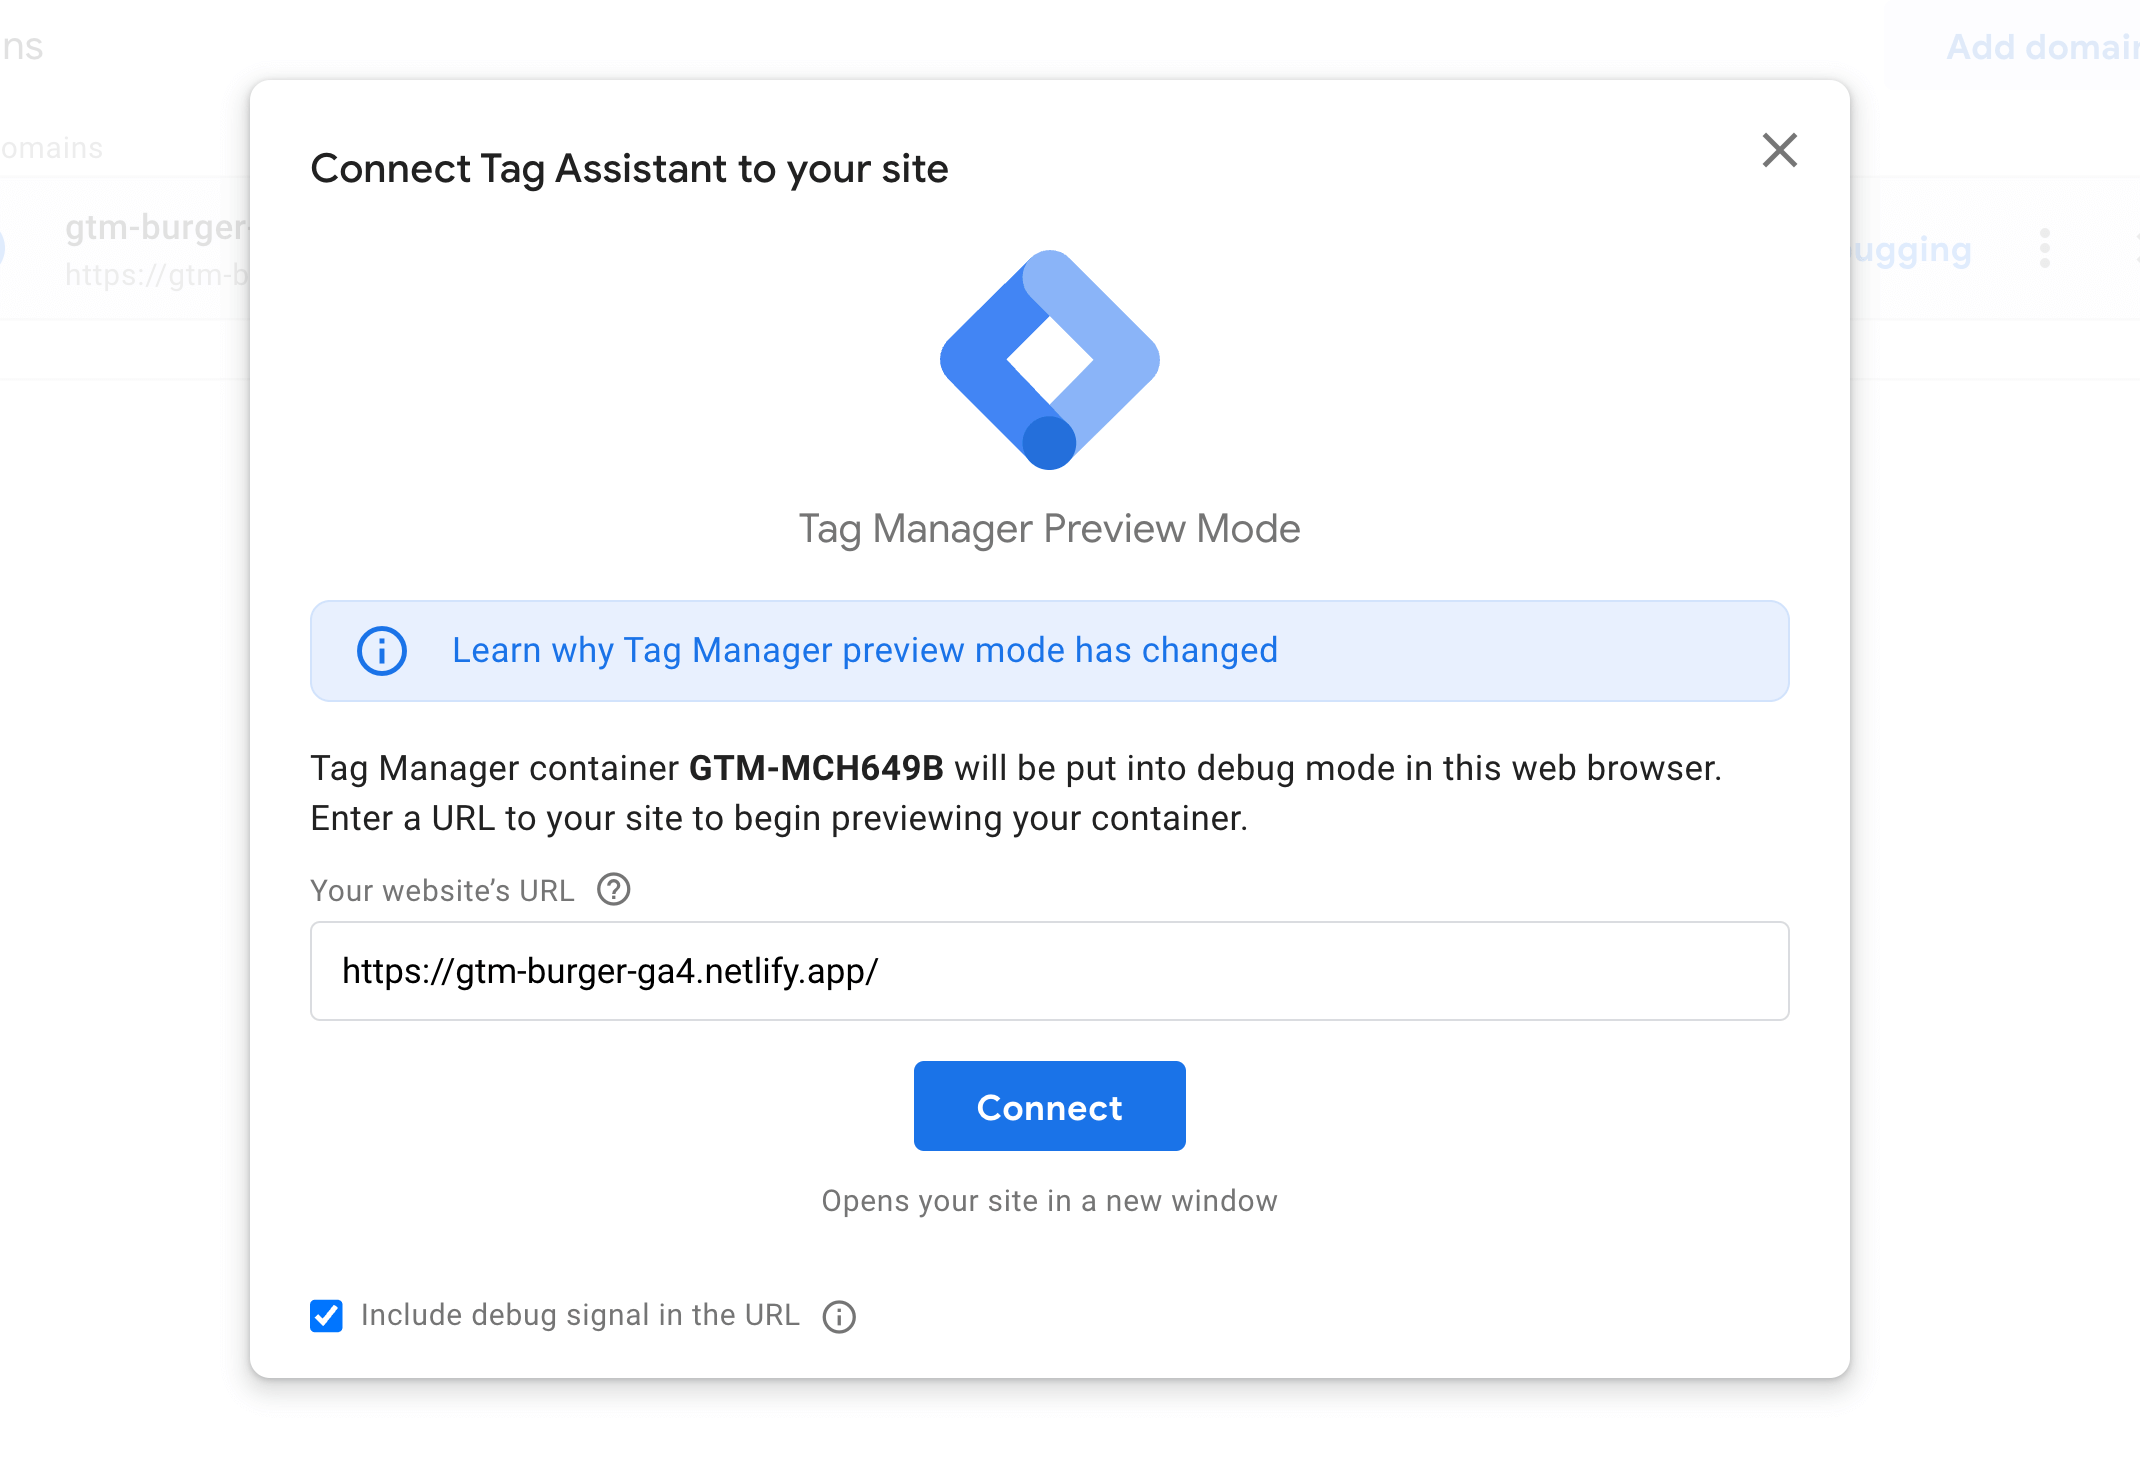 ns
Add domain
omains
Connect Tag Assistant to your site
gtm-burger-
https://gtm-b
ugging
Tag Manager Preview Mode
Learn why Tag Manager preview mode has changed
Tag Manager container GTM-MCH649B will be put into debug mode in this web browser.
Enter a URL to your site to begin previewing your container.
Your website’s URL
https://gtm-burger-ga4.netlify.app/
Connect
Opens your site in a new window
Include debug signal in the URL